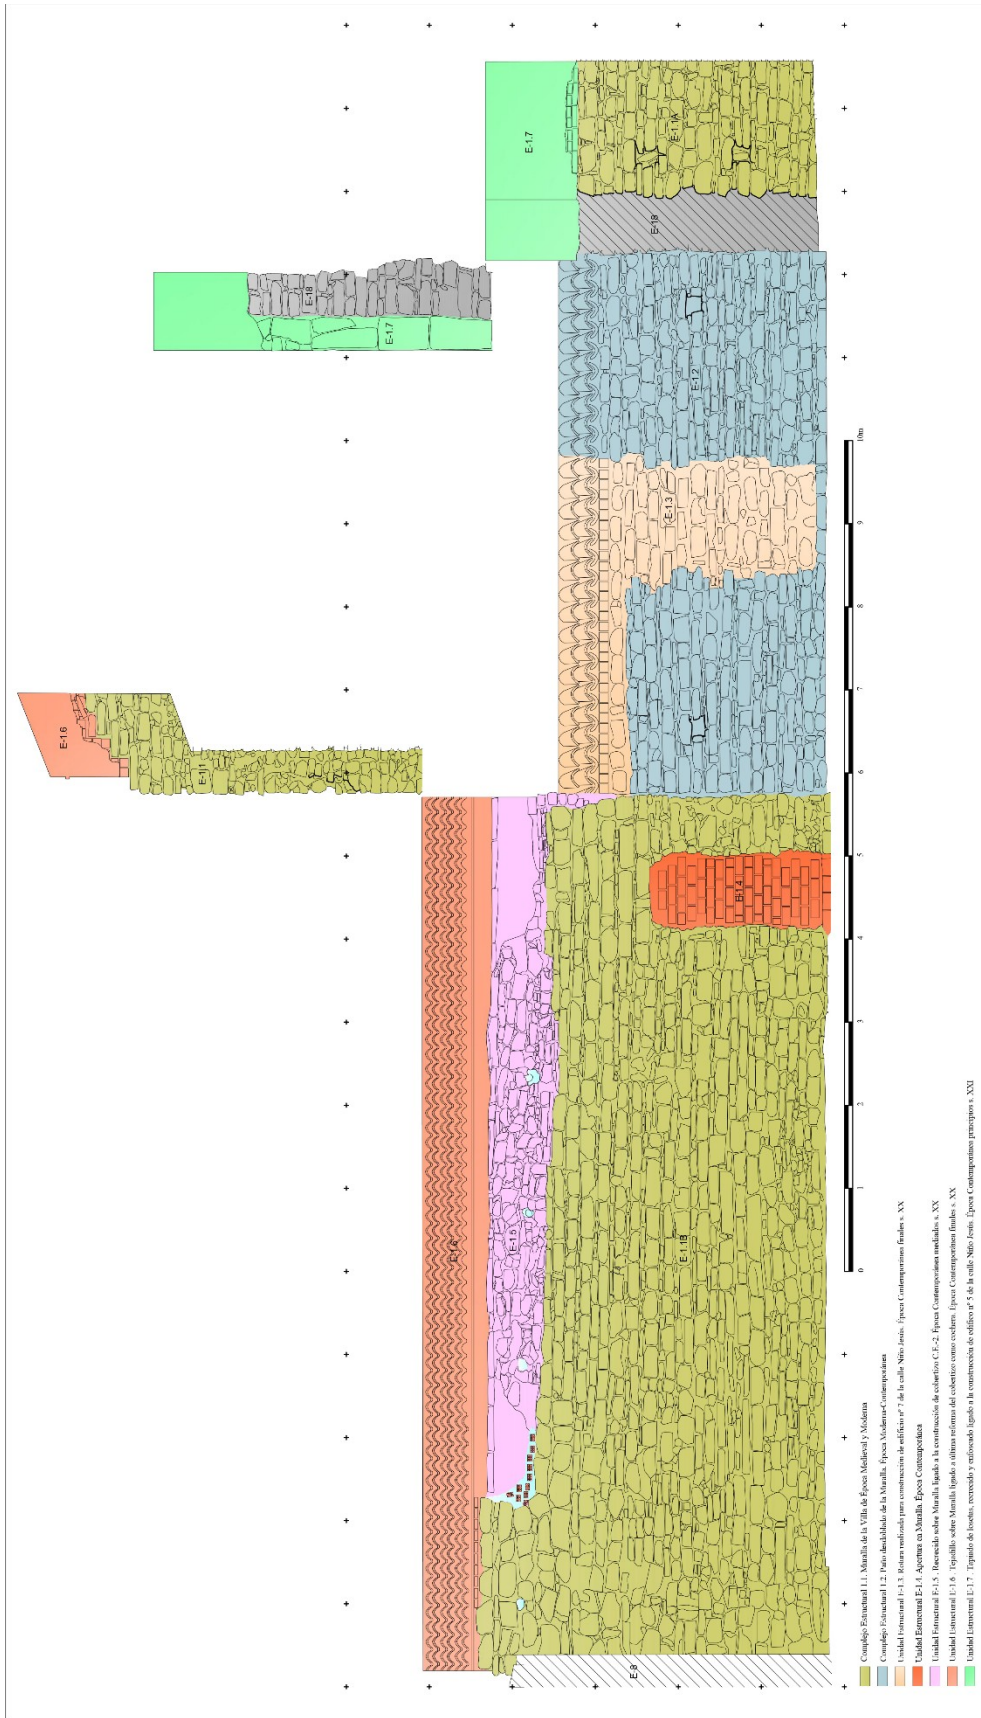 E-1.7
E-1.1A
E-18
E-18
E-1.7
E-1.2
E-1.3
E-1.6
E-1.1
E-1.4
E-1.6
E-1.5
E-1.1B
E-8
0
1
2
3
4
5
6
7
8
9
10m
Complejo Estructural 1.1. Muralla de la Villa de Época Medieval y Moderna
Complejo Estructural 1.2. Paño desdoblado de la Muralla. Época Moderna-Contemporánea
Unidad Estructural E-1.3. Rotura realizada para construcción de edificio nº 7 de la calle Niño Jesús. Época Contemporánea finales s. XX
Unidad Estructural E-1.4. Apertura en Muralla. Época Contemporánea
Unidad Estructural E-1.5. Recrecido sobre Muralla ligado a la construcción de cobertizo C.E.-2. Época Contemporánea mediados s. XX
Unidad Estructural E-1.6. Tejadillo sobre Muralla ligado a última reforma del cobertizo como cochera. Época Contemporánea finales s. XX
Unidad Estructural E-1.7. Tapiado de losetas, recrecido y enfoscado ligado a la construcción de edificio nº 5 de la calle Niño Jesús. Época Contemporánea principios s. XXI